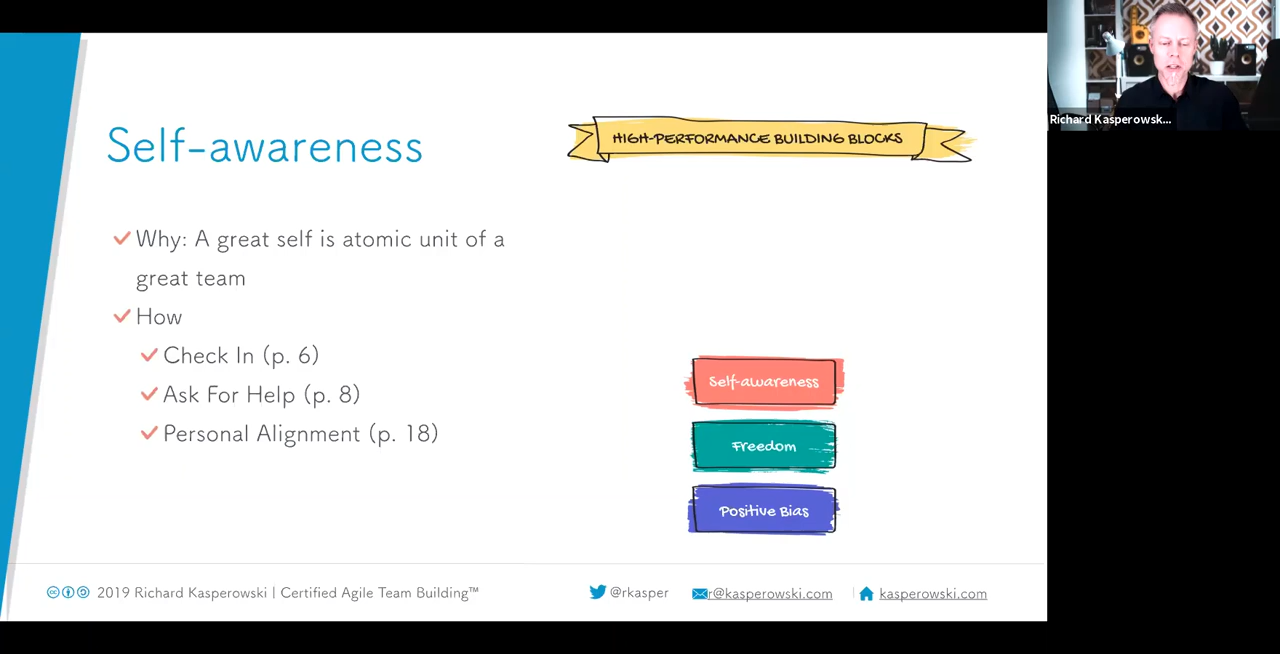 Self-awareness
Why: A great self is atomic unit of a
great team
How
Check In (p. 6)
Ask For Help (p. 8)
Personal Alignment (p. 18)
HIGH-PERFORMANCE BUILDING BLOCKS
Self-awareness
Freedom
Positive Bias
2019 Richard Kasperowski | Certified Agile Team Building™
@rkasper
r@kasperowski.com
kasperowski.com
Richard Kasperowsk...